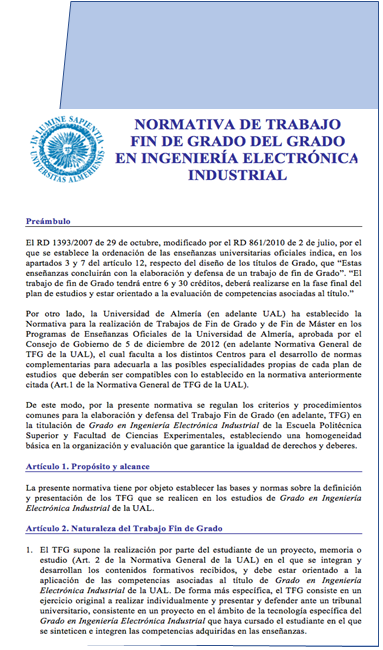 IN LUMINE SAPIENTIA
UNIVERSITAS ALMERIENSIS
NORMATIVA DE TRABAJO
FIN DE GRADO DEL GRADO
EN INGENIERÍA ELECTRÓNICA
INDUSTRIAL
Preámbulo
El RD 1393/2007 de 29 de octubre, modificado por el RD 861/2010 de 2 de julio, por el
que se establece la ordenación de las enseñanzas universitarias oficiales indica, en los
apartados 3 y 7 del artículo 12, respecto del diseño de los títulos de Grado, que “Estas
enseñanzas concluirán con la elaboración y defensa de un trabajo de fin de Grado”. “El
trabajo de fin de Grado tendrá entre 6 y 30 créditos, deberá realizarse en la fase final del
plan de estudios y estar orientado a la evaluación de competencias asociadas al título.”
Por otro lado, la Universidad de Almería (en adelante UAL) ha establecido la
Normativa para la realización de Trabajos de Fin de Grado y de Fin de Máster en los
Programas de Enseñanzas Oficiales de la Universidad de Almería, aprobada por el
Consejo de Gobierno de 5 de diciembre de 2012 (en adelante Normativa General de
TFG de la UAL), el cual faculta a los distintos Centros para el desarrollo de normas
complementarias para adecuarla a las posibles especialidades propias de cada plan de
estudios que deberán ser compatibles con lo establecido en la normativa anteriormente
citada (Art.1 de la Normativa General de TFG de la UAL).
De este modo, por la presente normativa se regulan los criterios y procedimientos
comunes para la elaboración y defensa del Trabajo Fin de Grado (en adelante, TFG) en
la titulación de Grado en Ingeniería Electrónica Industrial de la Escuela Politécnica
Superior y Facultad de Ciencias Experimentales, estableciendo una homogeneidad
básica en la organización y evaluación que garantice la igualdad de derechos y deberes.
Artículo 1. Propósito y alcance
La presente normativa tiene por objeto establecer las bases y normas sobre la definición
y presentación de los TFG que se realicen en los estudios de Grado en Ingeniería
Electrónica Industrial de la UAL.
Artículo 2. Naturaleza del Trabajo Fin de Grado
1. El TFG supone la realización por parte del estudiante de un proyecto, memoria o
estudio (Art. 2 de la Normativa General de la UAL) en el que se integran y
desarrollan los contenidos formativos recibidos, y debe estar orientado a la
aplicación de las competencias asociadas al título de Grado en Ingeniería
Electrónica Industrial de la UAL. De forma más específica, el TFG consiste en un
ejercicio original a realizar individualmente y presentar y defender ante un tribunal
universitario, consistente en un proyecto en el ámbito de la tecnología específica del
Grado en Ingeniería Electrónica Industrial que haya cursado el estudiante en el que
se sinteticen e integren las competencias adquiridas en las enseñanzas.